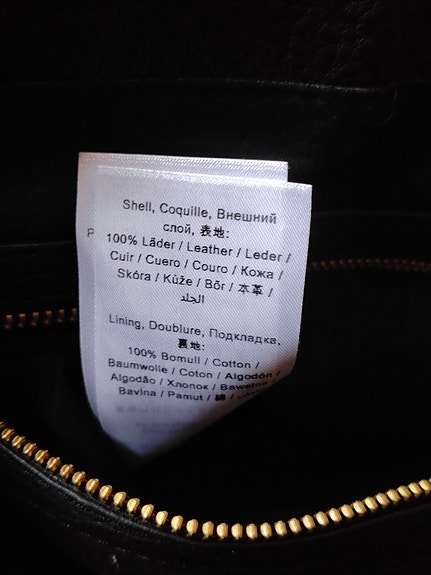 Shell, Coquille, Внешний
слой, 表地:
P
100% Läder / Leather / Leder /
Cuir / Cuero / Couro / Кожа /
Skóra / Kůže / Bőr / 本革 /
الجلد
Lining, Doublure, Подкладка,
裏地:
100% Bomull / Cotton /
Baumwolle / Coton / Algodón /
Algodão / Хлопок / Bawełna
Bavlna / Pamut / 綿 /